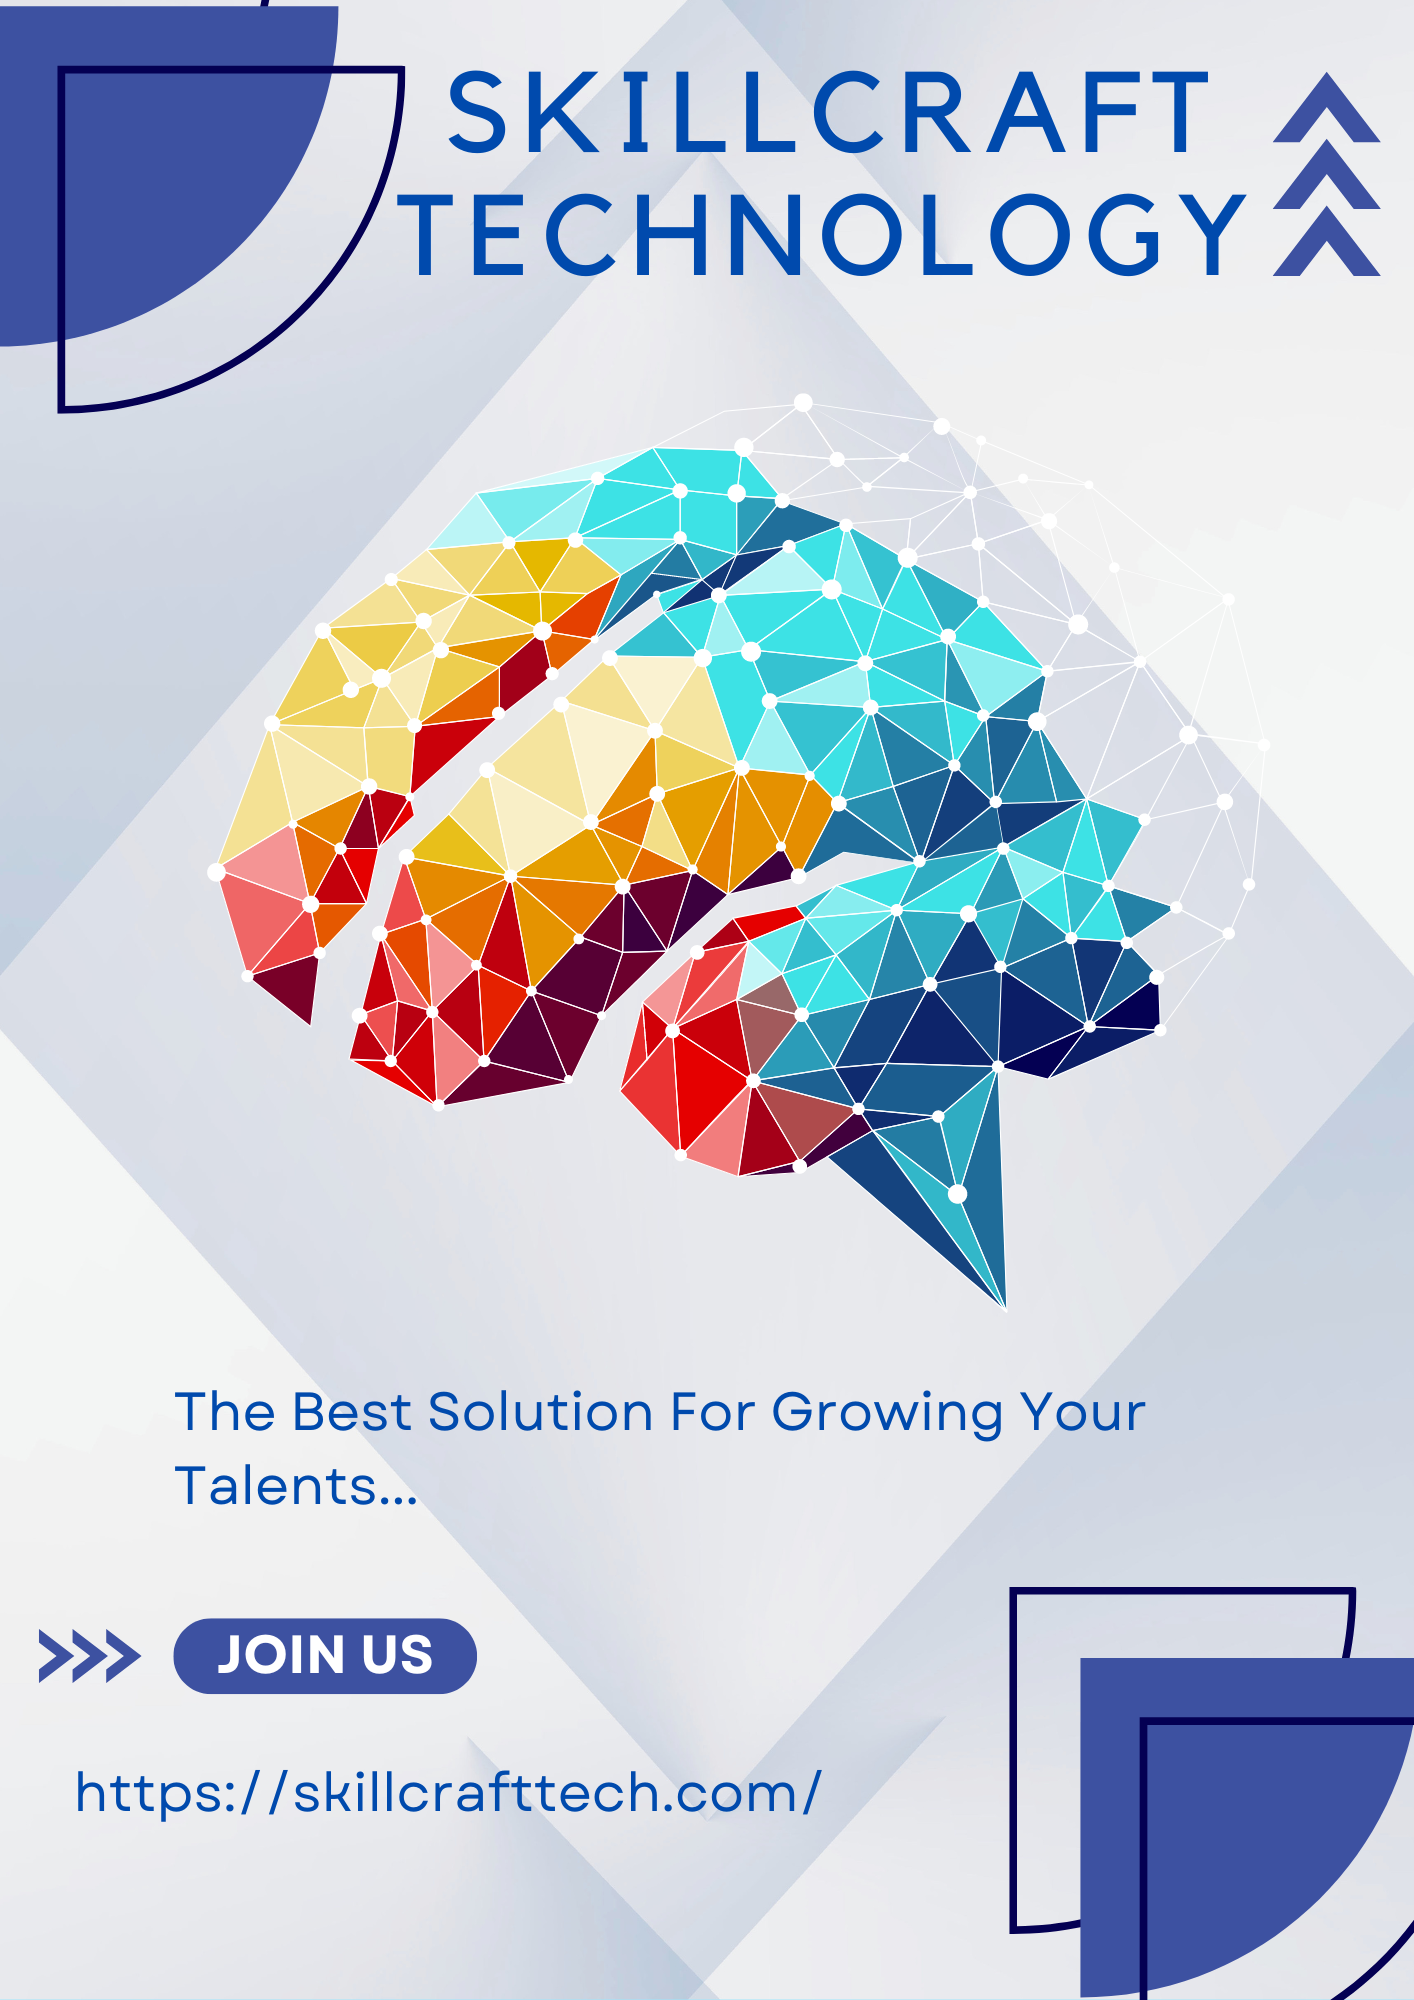 SKILLCRAFT
TECHNOLOGY
The Best Solution For Growing Your
Talents...
JOIN US
https://skillcrafttech.com/